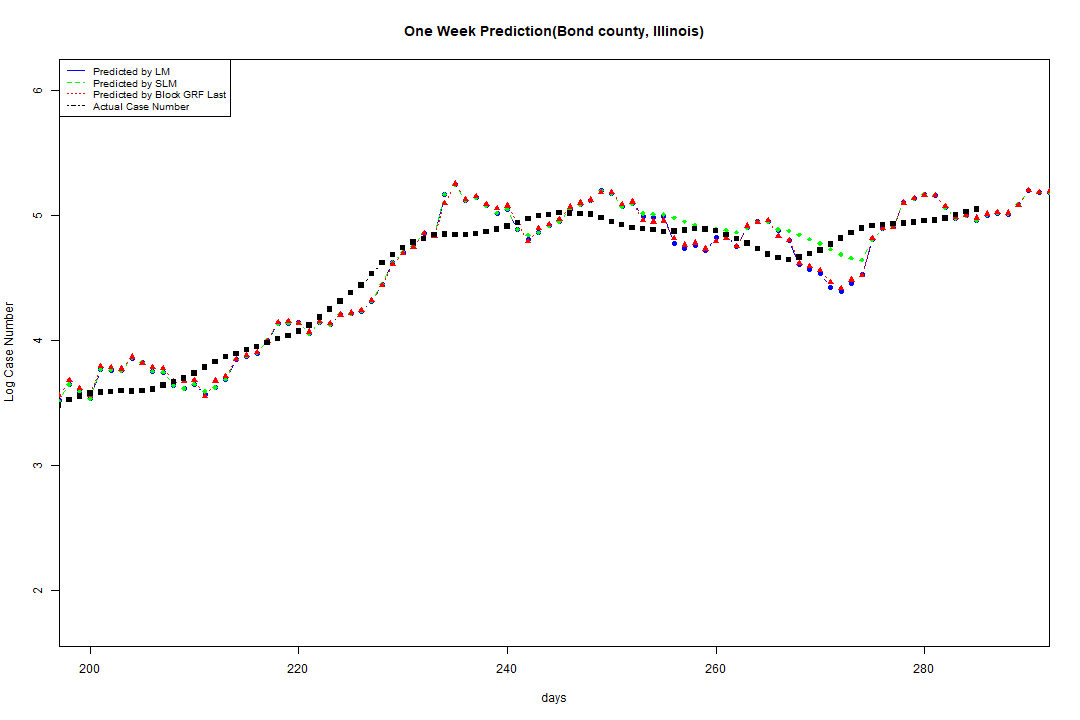 One Week Prediction(Bond county, Illinois)
Predicted by LM
Predicted by SLM
Predicted by Block GRF Last
Actual Case Number
6
5
4
3
2
Log Case Number
200 220 240 260 280
days